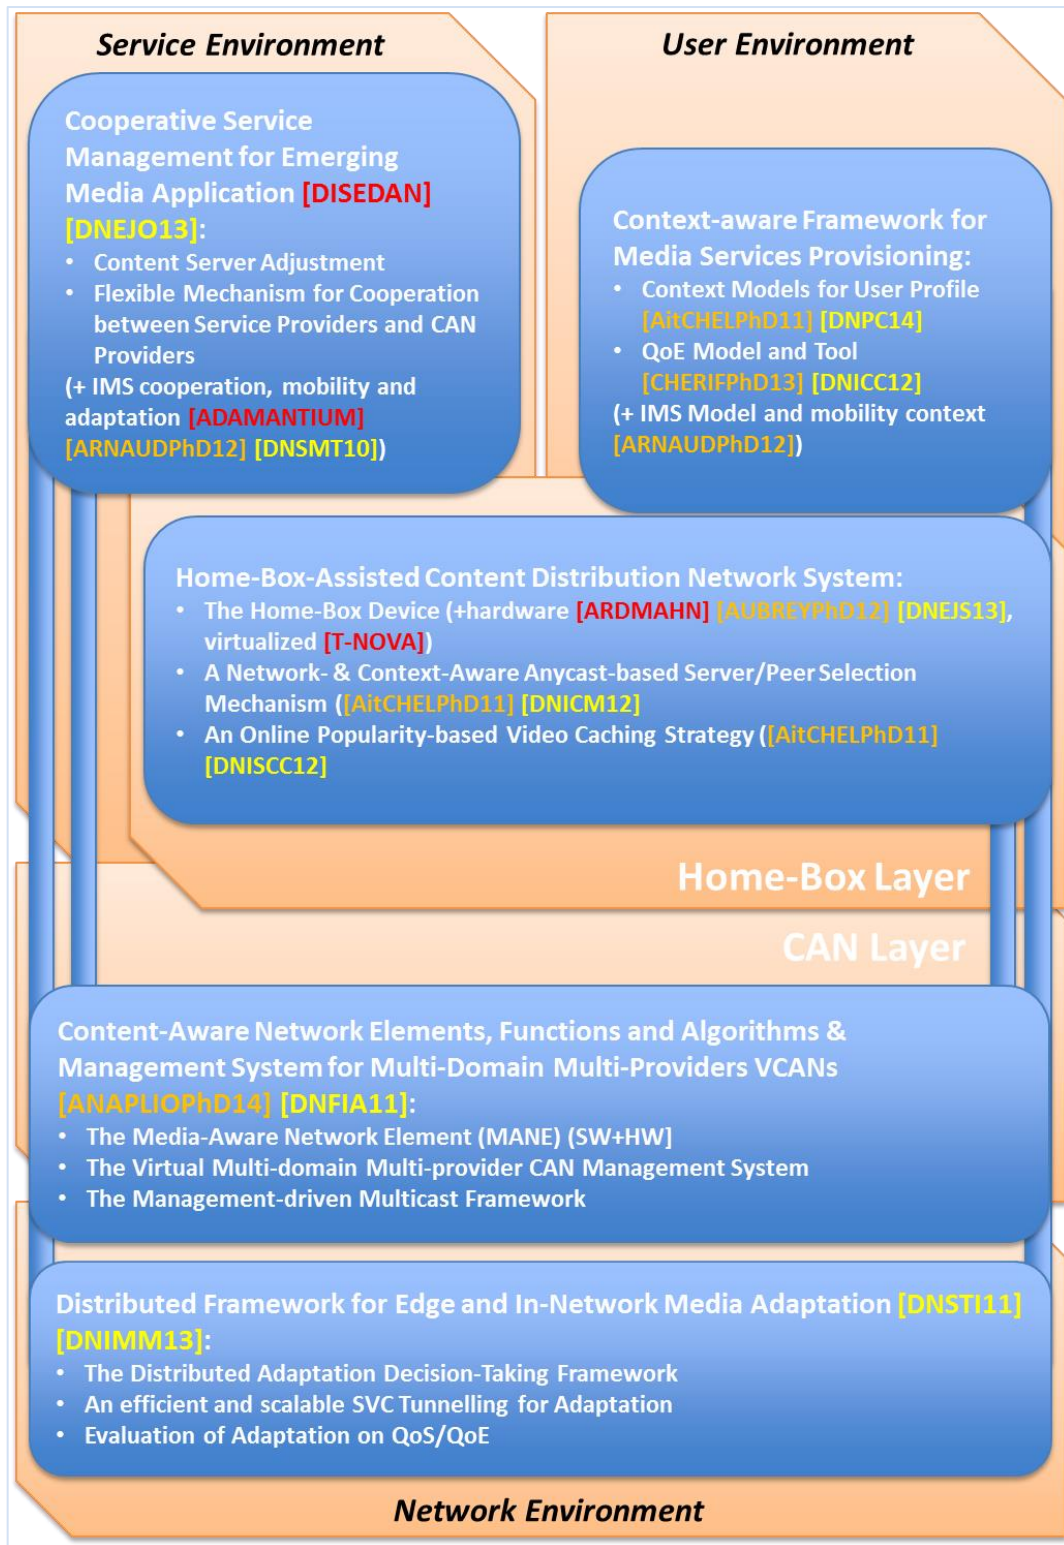 Service Environment
Cooperative Service
Management for Emerging
Media Application [DISEDAN]
[DNEJO13]:
• Content Server Adjustment
• Flexible Mechanism for Cooperation
between Service Providers and CAN
Providers
(+ IMS cooperation, mobility and
adaptation [ADAMANTIUM]
[ARNAUDPhD12] [DNSMT10])
User Environment
Context-aware Framework for
Media Services Provisioning:
• Context Models for User Profile
[AitCHELPhD11] [DNPC14]
• QoE Model and Tool
[CHERIFPhD13] [DNICC12]
(+ IMS Model and mobility context
[ARNAUDPhD12])
Home-Box-Assisted Content Distribution Network System:
• The Home-Box Device (+hardware [ARDMAHN] [AUBREYPhD12] [DNEJS13],
virtualized [T-NOVA])
• A Network- & Context-Aware Anycast-based Server/Peer Selection
Mechanism ([AitCHELPhD11] [DNICM12]
• An Online Popularity-based Video Caching Strategy ([AitCHELPhD11]
[DNISCC12]
Home-Box Layer
CAN Layer
Content-Aware Network Elements, Functions and Algorithms &
Management System for Multi-Domain Multi-Providers VCANs
[ANAPLIOPhD14] [DNFIA11]:
• The Media-Aware Network Element (MANE) (SW+HW]
• The Virtual Multi-domain Multi-provider CAN Management System
• The Management-driven Multicast Framework
Distributed Framework for Edge and In-Network Media Adaptation [DNSTI11]
[DNIMM13]:
• The Distributed Adaptation Decision-Taking Framework
• An efficient and scalable SVC Tunnelling for Adaptation
• Evaluation of Adaptation on QoS/QoE
Network Environment